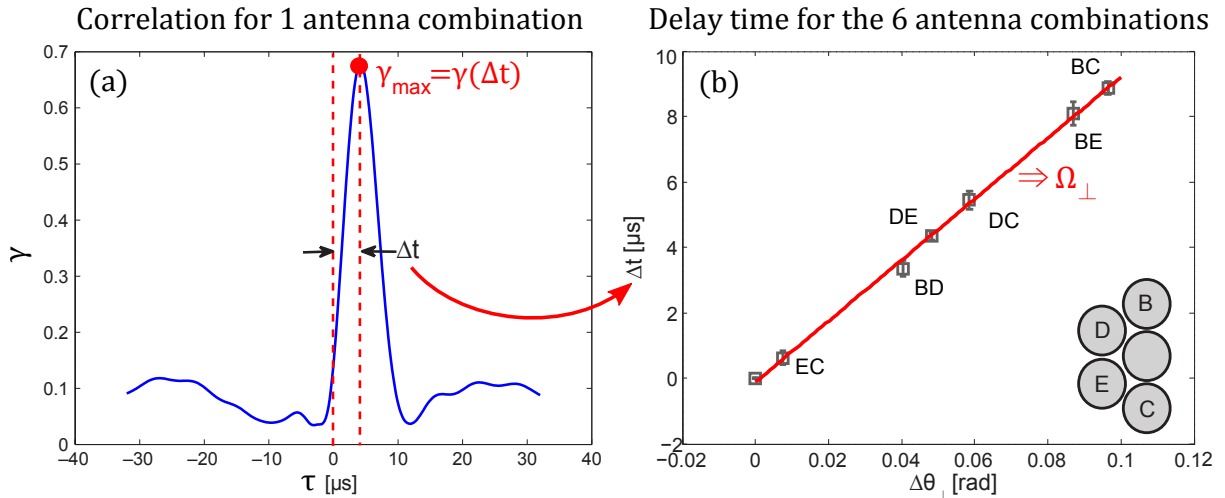 Correlation for 1 antenna combination
Delay time for the 6 antenna combinations
(a)
γmax=γ(Δt)
Δt
γ
0.7
0.6
0.5
0.4
0.3
0.2
0.1
0
−40
−30
−20
−10
0
10
20
30
40
τ [µs]
(b)
BC
BE
⇒ Ω⊥
DE
DC
BD
EC
B
D
E
C
Δt [µs]
10
8
6
4
2
0
−2
−0.02
0
0.02
0.04
0.06
0.08
0.1
0.12
Δθ⊥ [rad]